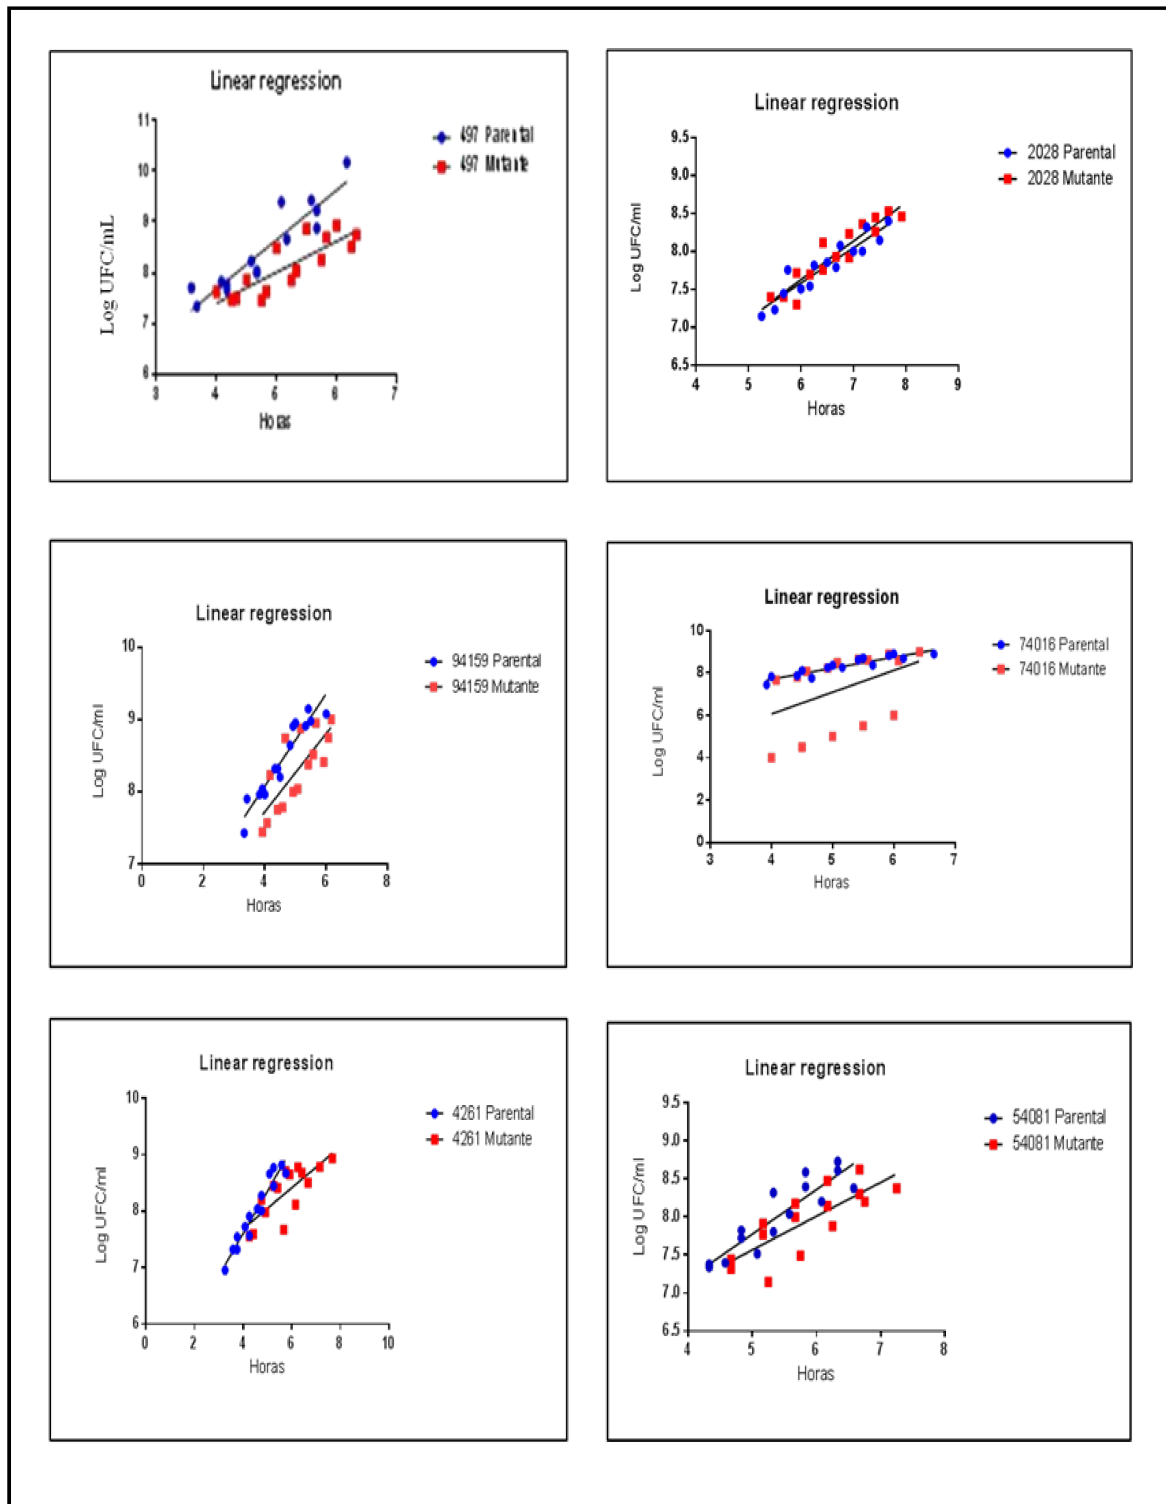 Linear regression
497 Parental
497 Mutante
11
10
9
8
7
6
Log UFC/mL
3 4 5 6 7
Horas
Linear regression
2028 Parental
2028 Mutante
9.5
9.0
8.5
8.0
7.5
7.0
6.5
Log UFC/ml
4 5 6 7 8 9
Horas
Linear regression
94159 Parental
94159 Mutante
10
9
8
7
Log UFC/ml
0 2 4 6 8
Horas
Linear regression
74016 Parental
74016 Mutante
10
8
6
4
2
0
Log UFC/ml
3 4 5 6 7
Horas
Linear regression
4261 Parental
4261 Mutante
10
9
8
7
6
Log UFC/ml
0 2 4 6 8 10
Horas
Linear regression
54081 Parental
54081 Mutante
9.5
9.0
8.5
8.0
7.5
7.0
6.5
Log UFC/ml
4 5 6 7 8
Horas